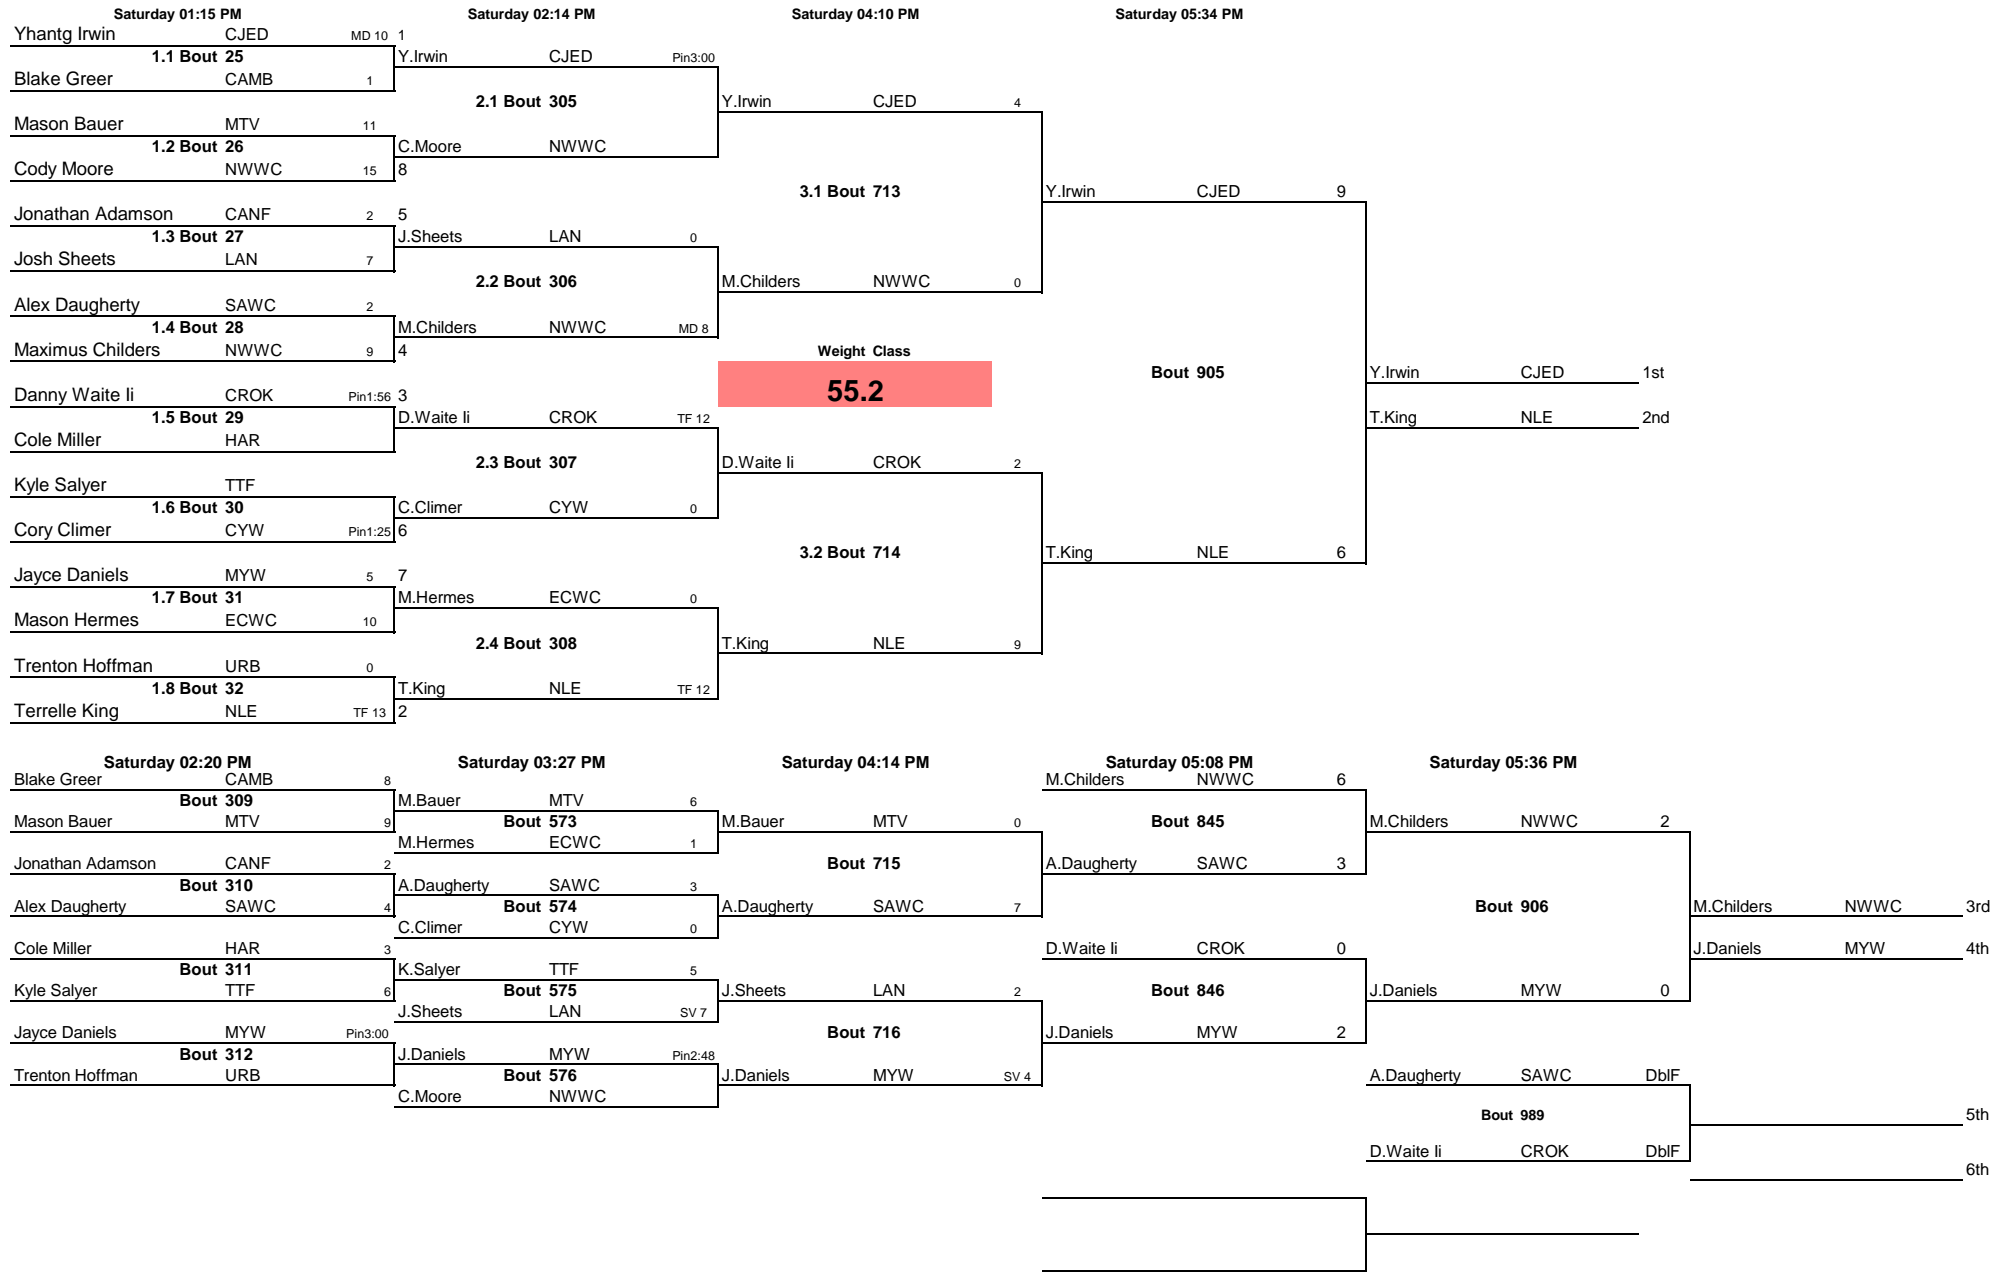 Saturday 01:15 PM Saturday 02:14 PM Saturday 04:10 PM Saturday 05:34 PM
Yhantg Irwin CJED MD 10 1
1.1 Bout 25 Y.Irwin CJED Pin3:00
Blake Greer CAMB 1
2.1 Bout 305 Y.Irwin CJED 4
Mason Bauer MTV 11
1.2 Bout 26 C.Moore NWWC
Cody Moore NWWC 15 8
3.1 Bout 713 Y.Irwin CJED 9
Jonathan Adamson CANF 2 5
1.3 Bout 27 J.Sheets LAN 0
Josh Sheets LAN 7
2.2 Bout 306 M.Childers NWWC 0
Alex Daugherty SAWC 2
1.4 Bout 28 M.Childers NWWC MD 8
Maximus Childers NWWC 9 4 Weight Class
Bout 905 Y.Irwin CJED 1st
Danny Waite Ii CROK Pin1:56 3 55.2
1.5 Bout 29 D.Waite Ii CROK TF 12 T.King NLE 2nd
Cole Miller HAR
2.3 Bout 307 D.Waite Ii CROK 2
Kyle Salyer TTF
1.6 Bout 30 C.Climer CYW 0
Cory Climer CYW Pin1:25 6
3.2 Bout 714 T.King NLE 6
Jayce Daniels MYW 5 7
1.7 Bout 31 M.Hermes ECWC 0
Mason Hermes ECWC 10
2.4 Bout 308 T.King NLE 9
Trenton Hoffman URB 0
1.8 Bout 32 T.King NLE TF 12
Terrelle King NLE TF 13 2
Saturday 02:20 PM Saturday 03:27 PM Saturday 04:14 PM Saturday 05:08 PM Saturday 05:36 PM
Blake Greer CAMB 8 M.Childers NWWC 6
Bout 309 M.Bauer MTV 6
Mason Bauer MTV 9 Bout 573 M.Bauer MTV 0 Bout 845 M.Childers NWWC 2
M.Hermes ECWC 1
Jonathan Adamson CANF 2 Bout 715 A.Daugherty SAWC 3
Bout 310 A.Daugherty SAWC 3
Alex Daugherty SAWC 4 Bout 574 A.Daugherty SAWC 7 Bout 906 M.Childers NWWC 3rd
C.Climer CYW 0
Cole Miller HAR 3 D.Waite Ii CROK 0 J.Daniels MYW 4th
Bout 311 K.Salyer TTF 5
Kyle Salyer TTF 6 Bout 575 J.Sheets LAN 2 Bout 846 J.Daniels MYW 0
J.Sheets LAN SV 7
Jayce Daniels MYW Pin3:00 Bout 716 J.Daniels MYW 2
Bout 312 J.Daniels MYW Pin2:48
Trenton Hoffman URB Bout 576 J.Daniels MYW SV 4 A.Daugherty SAWC DblF
C.Moore NWWC
Bout 989 5th
D.Waite Ii CROK DblF
6th